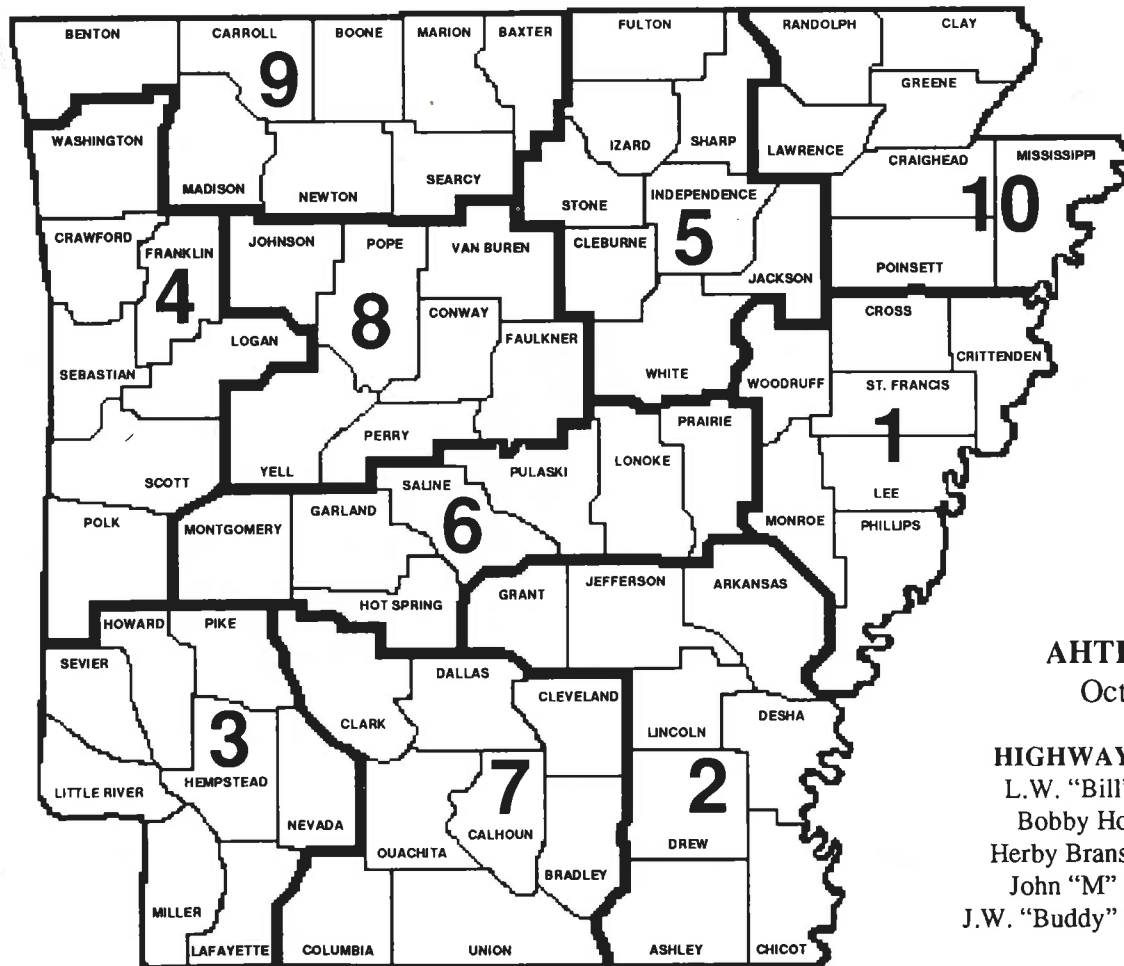 BENTON
CARROLL
BOONE
MARION
BAXTER
FULTON
RANDOLPH
CLAY
9
GREENE
WASHINGTON
IZARD
SHARP
LAWRENCE
CRAIGHEAD
MISSISSIPPI
MADISON
NEWTON
SEARCY
STONE
INDEPENDENCE
10
CRAWFORD
FRANKLIN
JOHNSON
POPE
VAN BUREN
CLEBURNE
5
JACKSON
POINSETT
4
8
CONWAY
CROSS
LOGAN
FAULKNER
CRITTENDEN
SEBASTIAN
WHITE
WOODRUFF
ST. FRANCIS
1
PERRY
PRAIRIE
SCOTT
YELL
PULASKI
LONOKE
SALINE
LEE
POLK
MONTGOMERY
GARLAND
6
MONROE
PHILLIPS
HOT SPRING
GRANT
JEFFERSON
ARKANSAS
HOWARD
PIKE
SEVIER
DALLAS
CLEVELAND
CLARK
LINCOLN
DESHA
3
HEMPSTEAD
LITTLE RIVER
7
2
NEVADA
CALHOUN
DREW
OUACHITA
BRADLEY
MILLER
LAFAYETTE
COLUMBIA
UNION
ASHLEY
CHICOT
Oct
HIGHWAY
L.W. "Bill"
Bobby Ho
Herby Brans
John "M"
J.W. "Buddy"